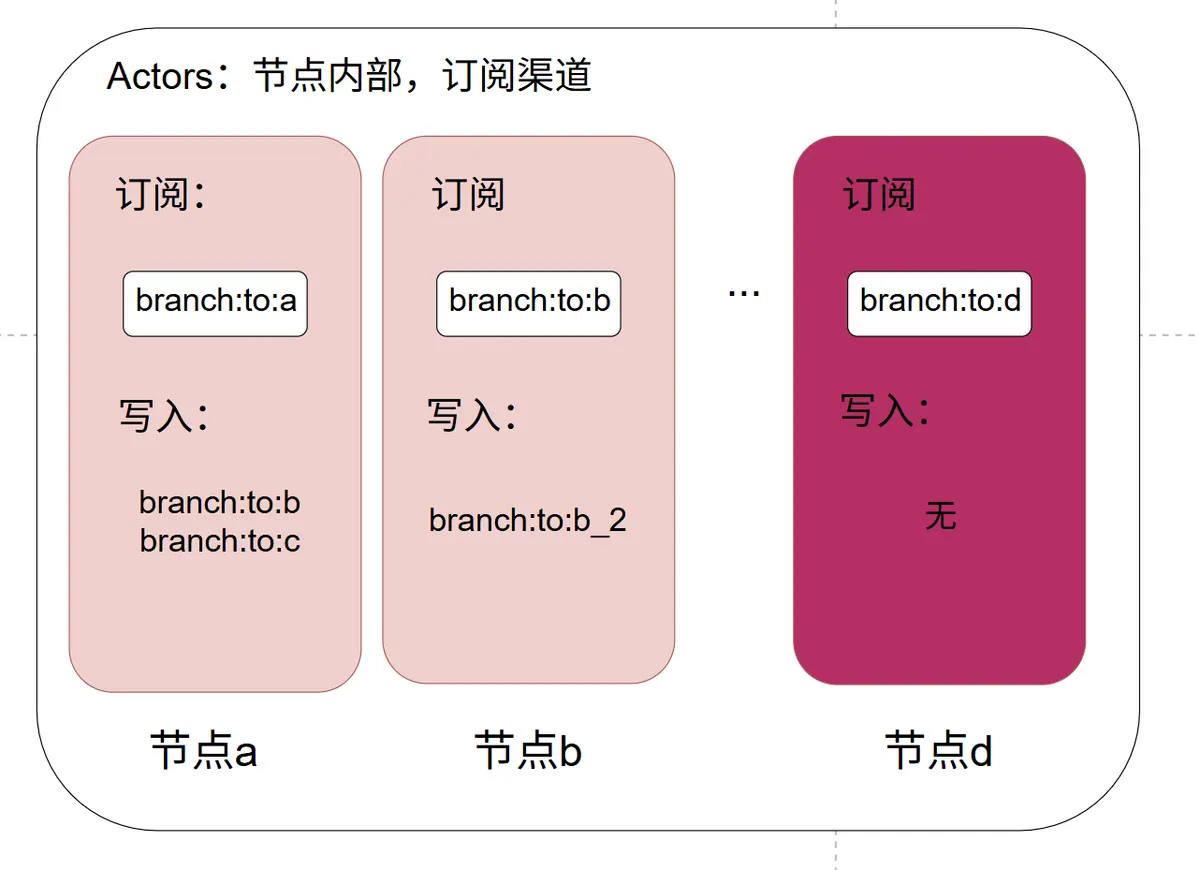 Actors：节点内部，订阅渠道
订阅：
branch:to:a
写入：
branch:to:b
branch:to:c
节点a
订阅
branch:to:b
写入：
branch:to:b_2
节点b
...
订阅
branch:to:d
写入：
无
节点d